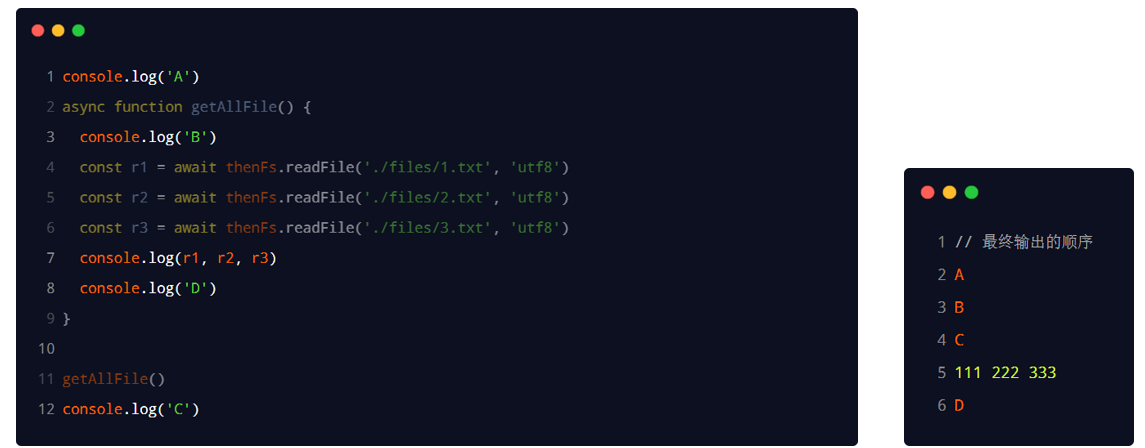 1 console.log('A')
2 async function getAllFile() {
3 console.log('B')
4 const r1 = await thenFs.readFile('./files/1.txt', 'utf8')
5 const r2 = await thenFs.readFile('./files/2.txt', 'utf8')
6 const r3 = await thenFs.readFile('./files/3.txt', 'utf8')
7 console.log(r1, r2, r3)
8 console.log('D')
9 }
10
11 getAllFile()
12 console.log('C')
1 // 最终输出的顺序
2 A
3 B
4 C
5 111 222 333
6 D